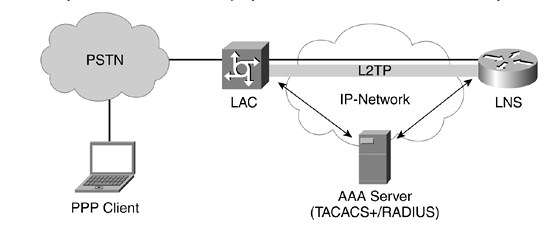 PSTN
L2TP
LAC
IP-Network
LNS
PPP Client
AAA Server
(TACACS+/RADIUS)